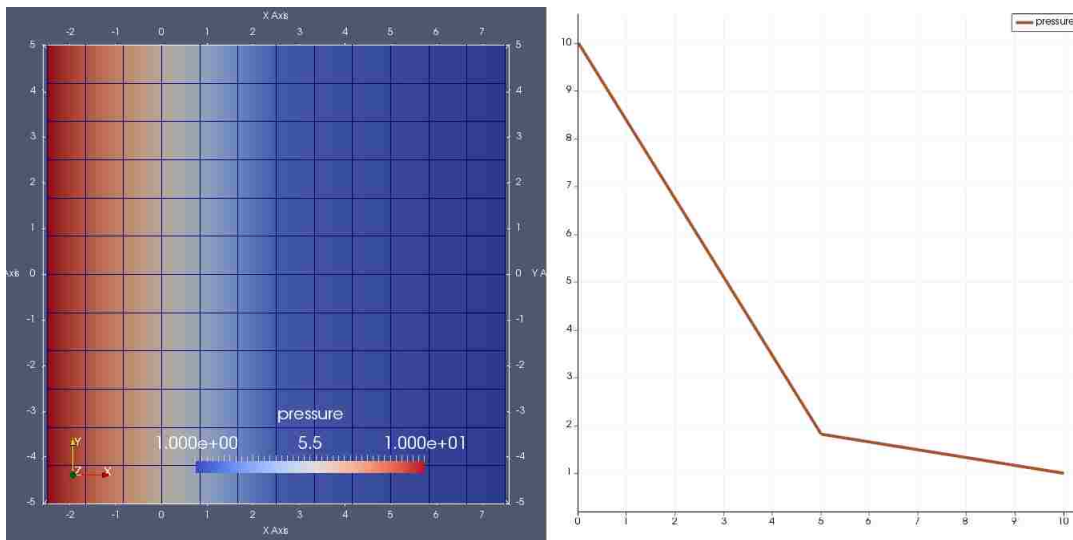 X Axis
-2 -1 0 1 2 3 4 5 6 7
5 5
4 4
3 3
2 2
1 1
Axis 0 0 Y A
-1 -1
-2 -2
-3 -3
pressure
1.000e+00 5.5 1.000e+01
Y
-4 -4
Z X
-5 -5
-2 -1 0 1 2 3 4 5 6 7
X Axis
pressure
10
9
8
7
6
5
4
3
2
1
0 1 2 3 4 5 6 7 8 9 10